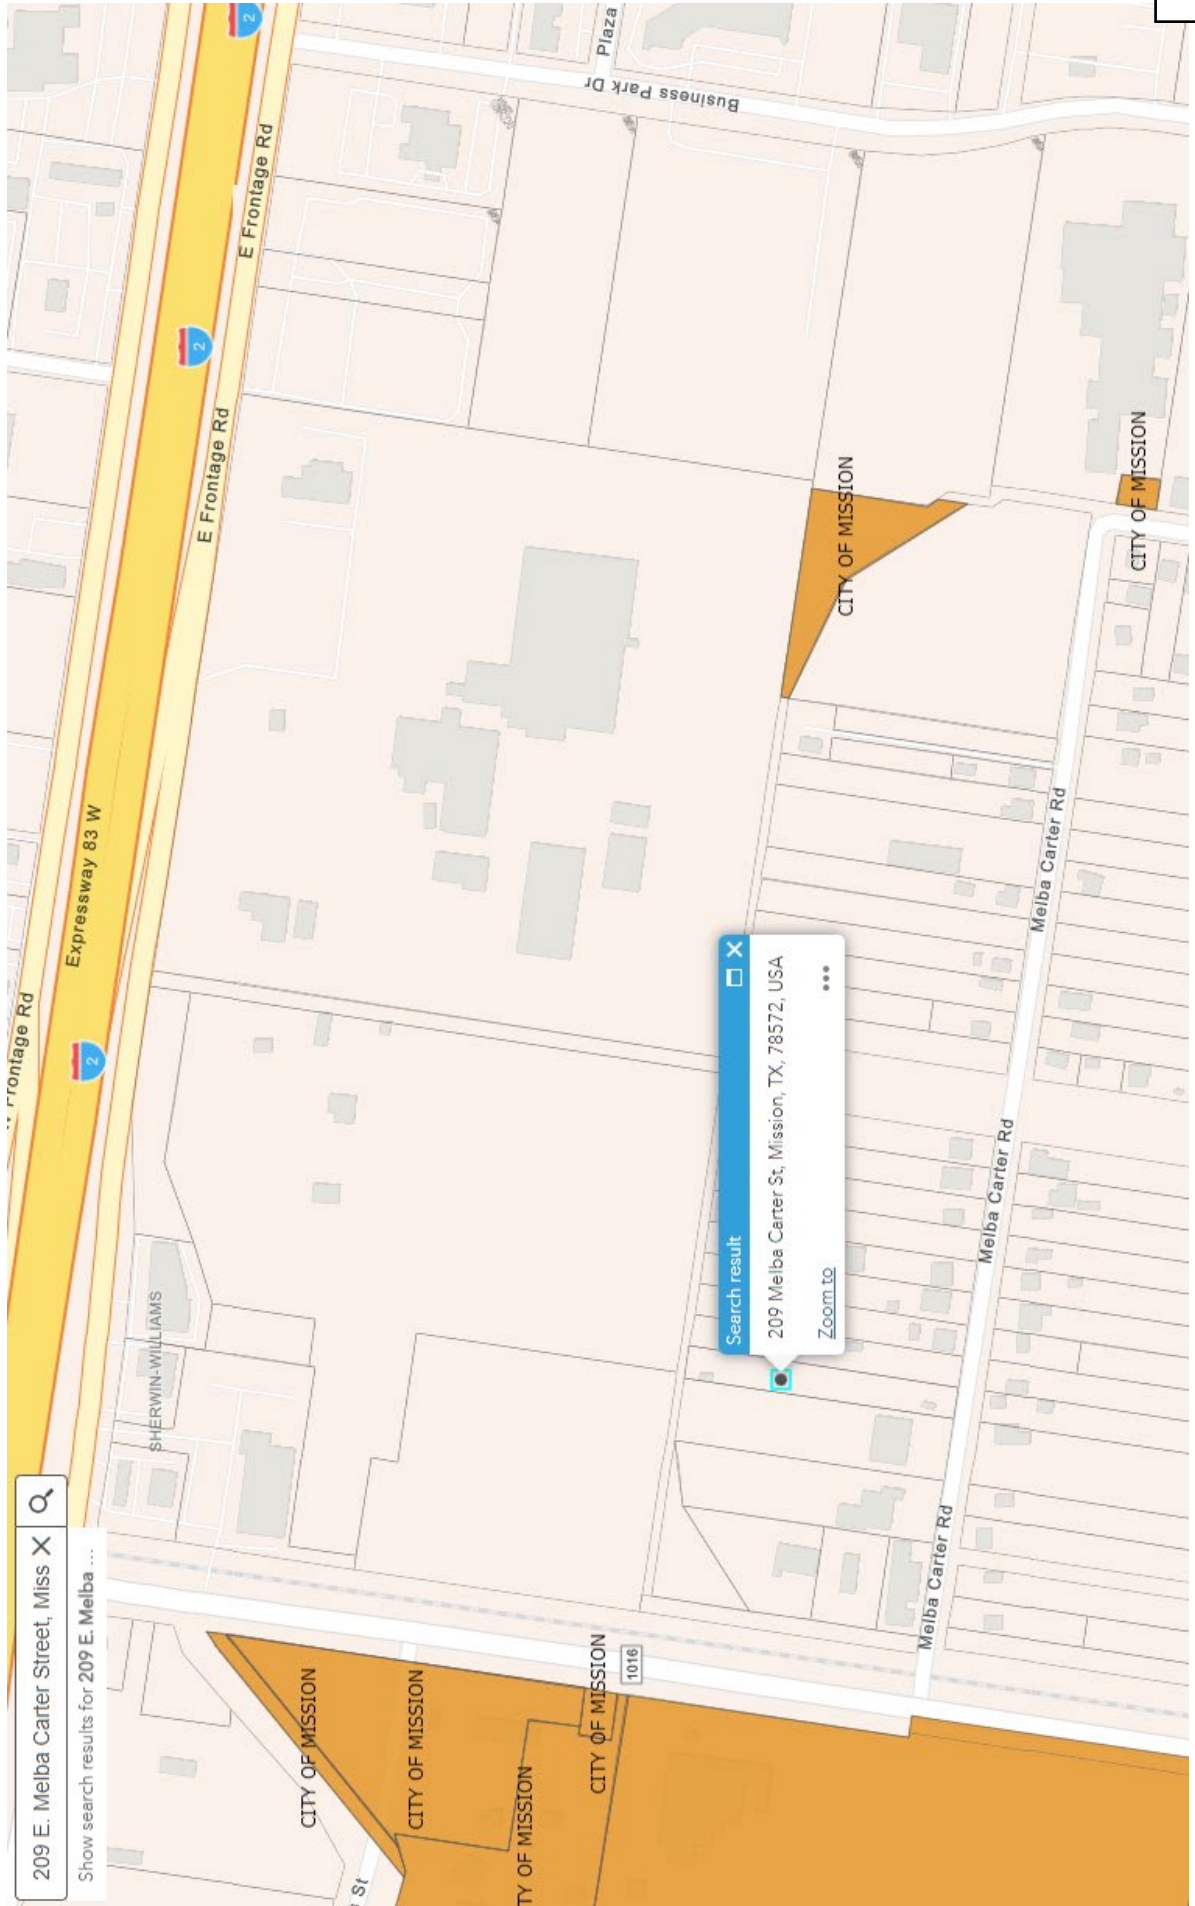 209 E. Melba Carter Street, Miss
Show search results for 209 E. Melba ...
Frontage Rd
2
Expressway 83 W
2
2
E Frontage Rd
E Frontage Rd
Business Park Dr
Plaza
SHERWIN-WILLIAMS
Search result
209 Melba Carter St, Mission, TX, 78572, USA
Zoom to
...
CITY OF MISSION
CITY OF MISSION
TY OF MISSION
CITY OF MISSION
1016
St
CITY OF MISSION
CITY OF MISSION
Melba Carter Rd
Melba Carter Rd
Melba Carter Rd